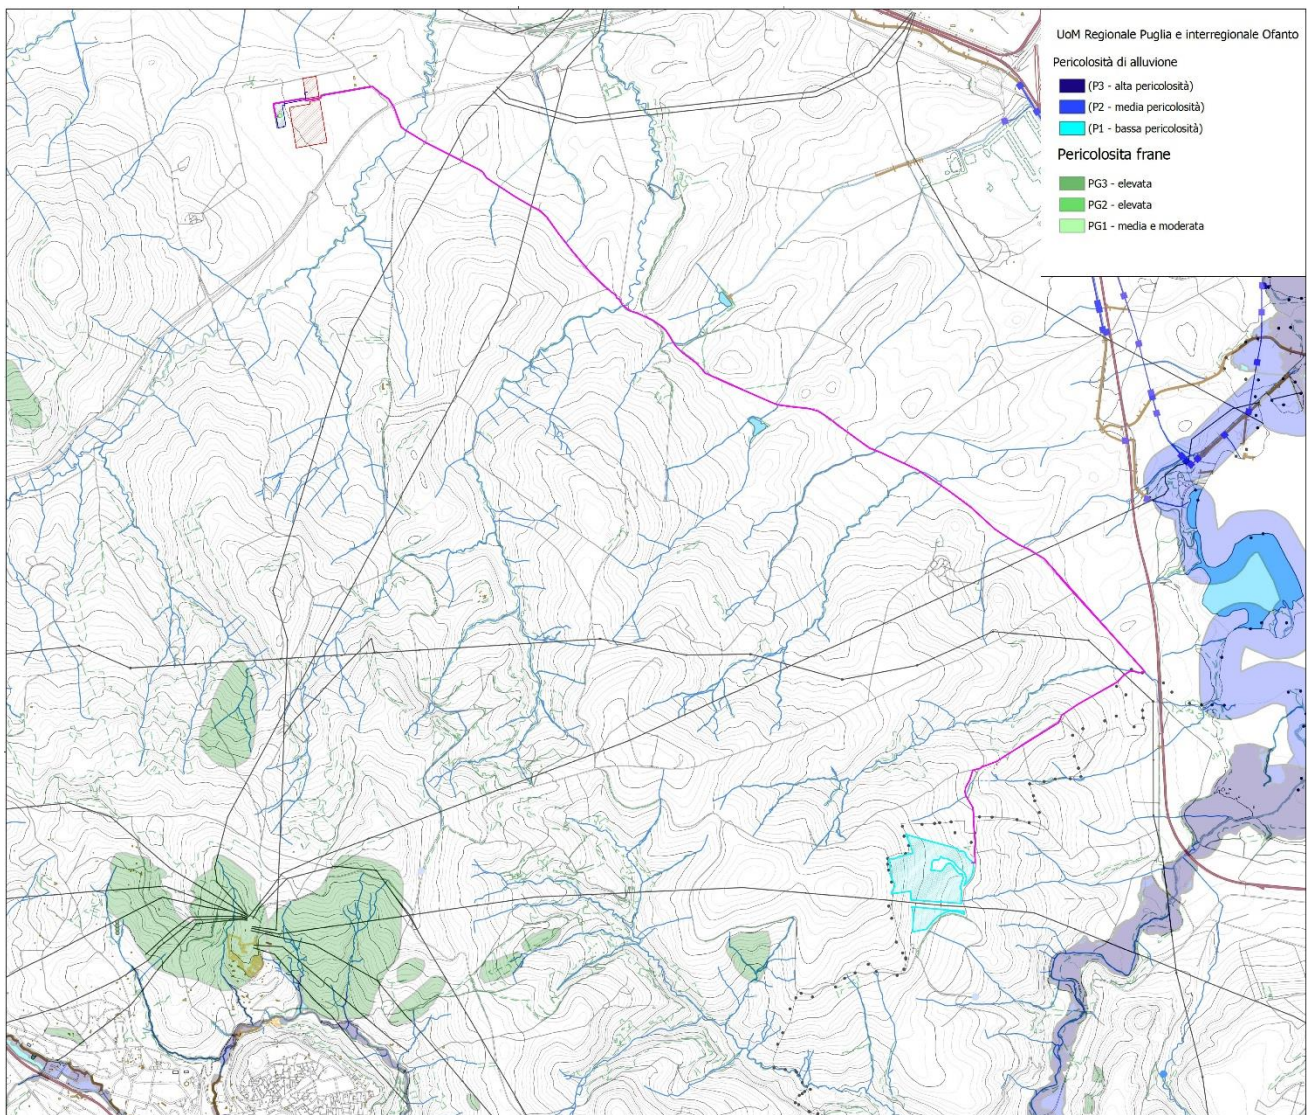 UoM Regionale Puglia e interregionale Ofanto
Pericolosità di alluvione
(P3 - alta pericolosità)
(P2 - media pericolosità)
(P1 - bassa pericolosità)
Pericolosita frane
PG3 - elevata
PG2 - elevata
PG1 - media e moderata